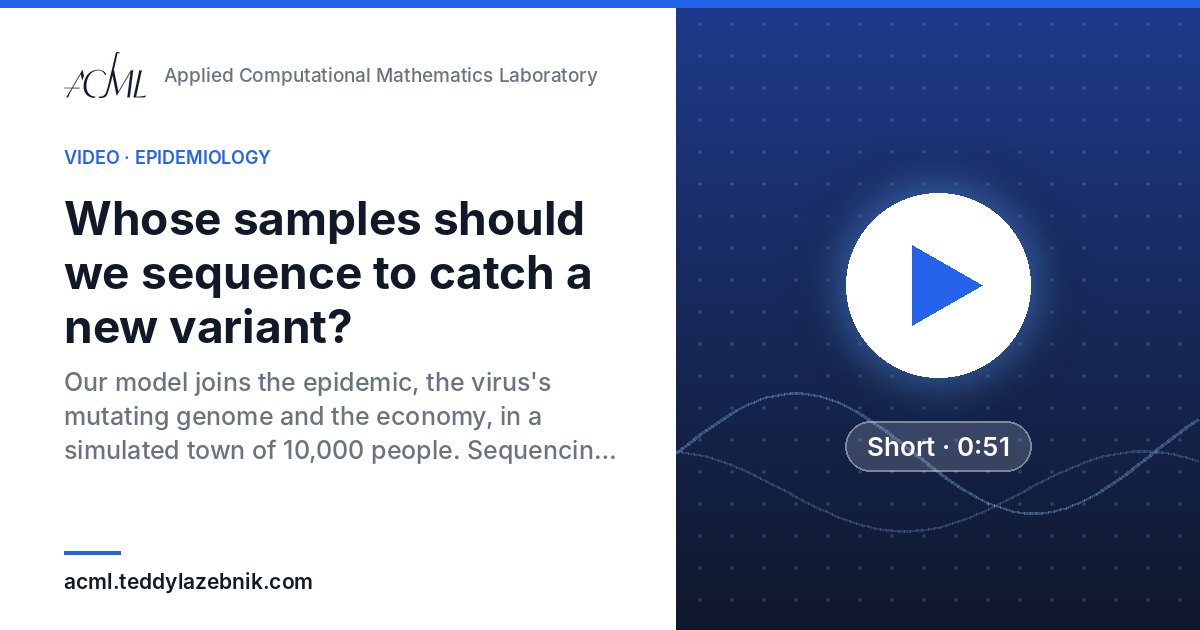 ACML
Applied Computational Mathematics Laboratory
VIDEO · EPIDEMIOLOGY
Whose samples should
we sequence to catch a
new variant?
Our model joins the epidemic, the virus's
mutating genome and the economy, in a
simulated town of 10,000 people. Sequencin...
acml.teddylazebnik.com
Short · 0:51